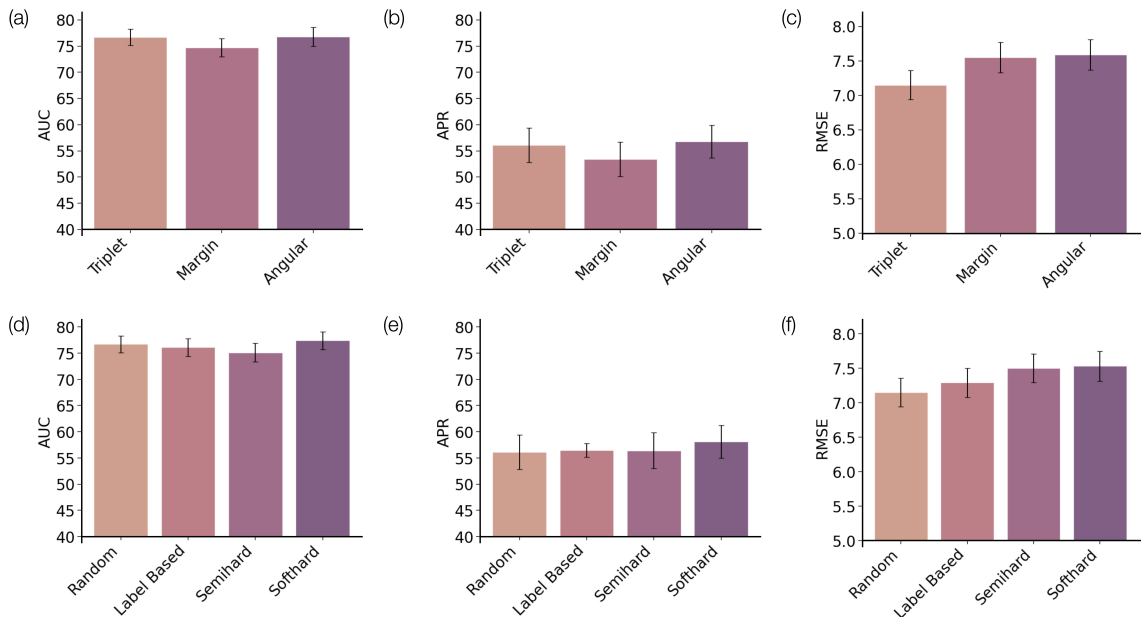 (a)
AUC
80
75
70
65
60
55
50
45
40
Triplet
Margin
Angular
(b)
APR
80
75
70
65
60
55
50
45
40
Triplet
Margin
Angular
(c)
RMSE
8.0
7.5
7.0
6.5
6.0
5.5
5.0
Triplet
Margin
Angular
(d)
AUC
80
75
70
65
60
55
50
45
40
Random
Label Based
Semihard
Softhard
(e)
APR
80
75
70
65
60
55
50
45
40
Random
Label Based
Semihard
Softhard
(f)
RMSE
8.0
7.5
7.0
6.5
6.0
5.5
5.0
Random
Label Based
Semihard
Softhard